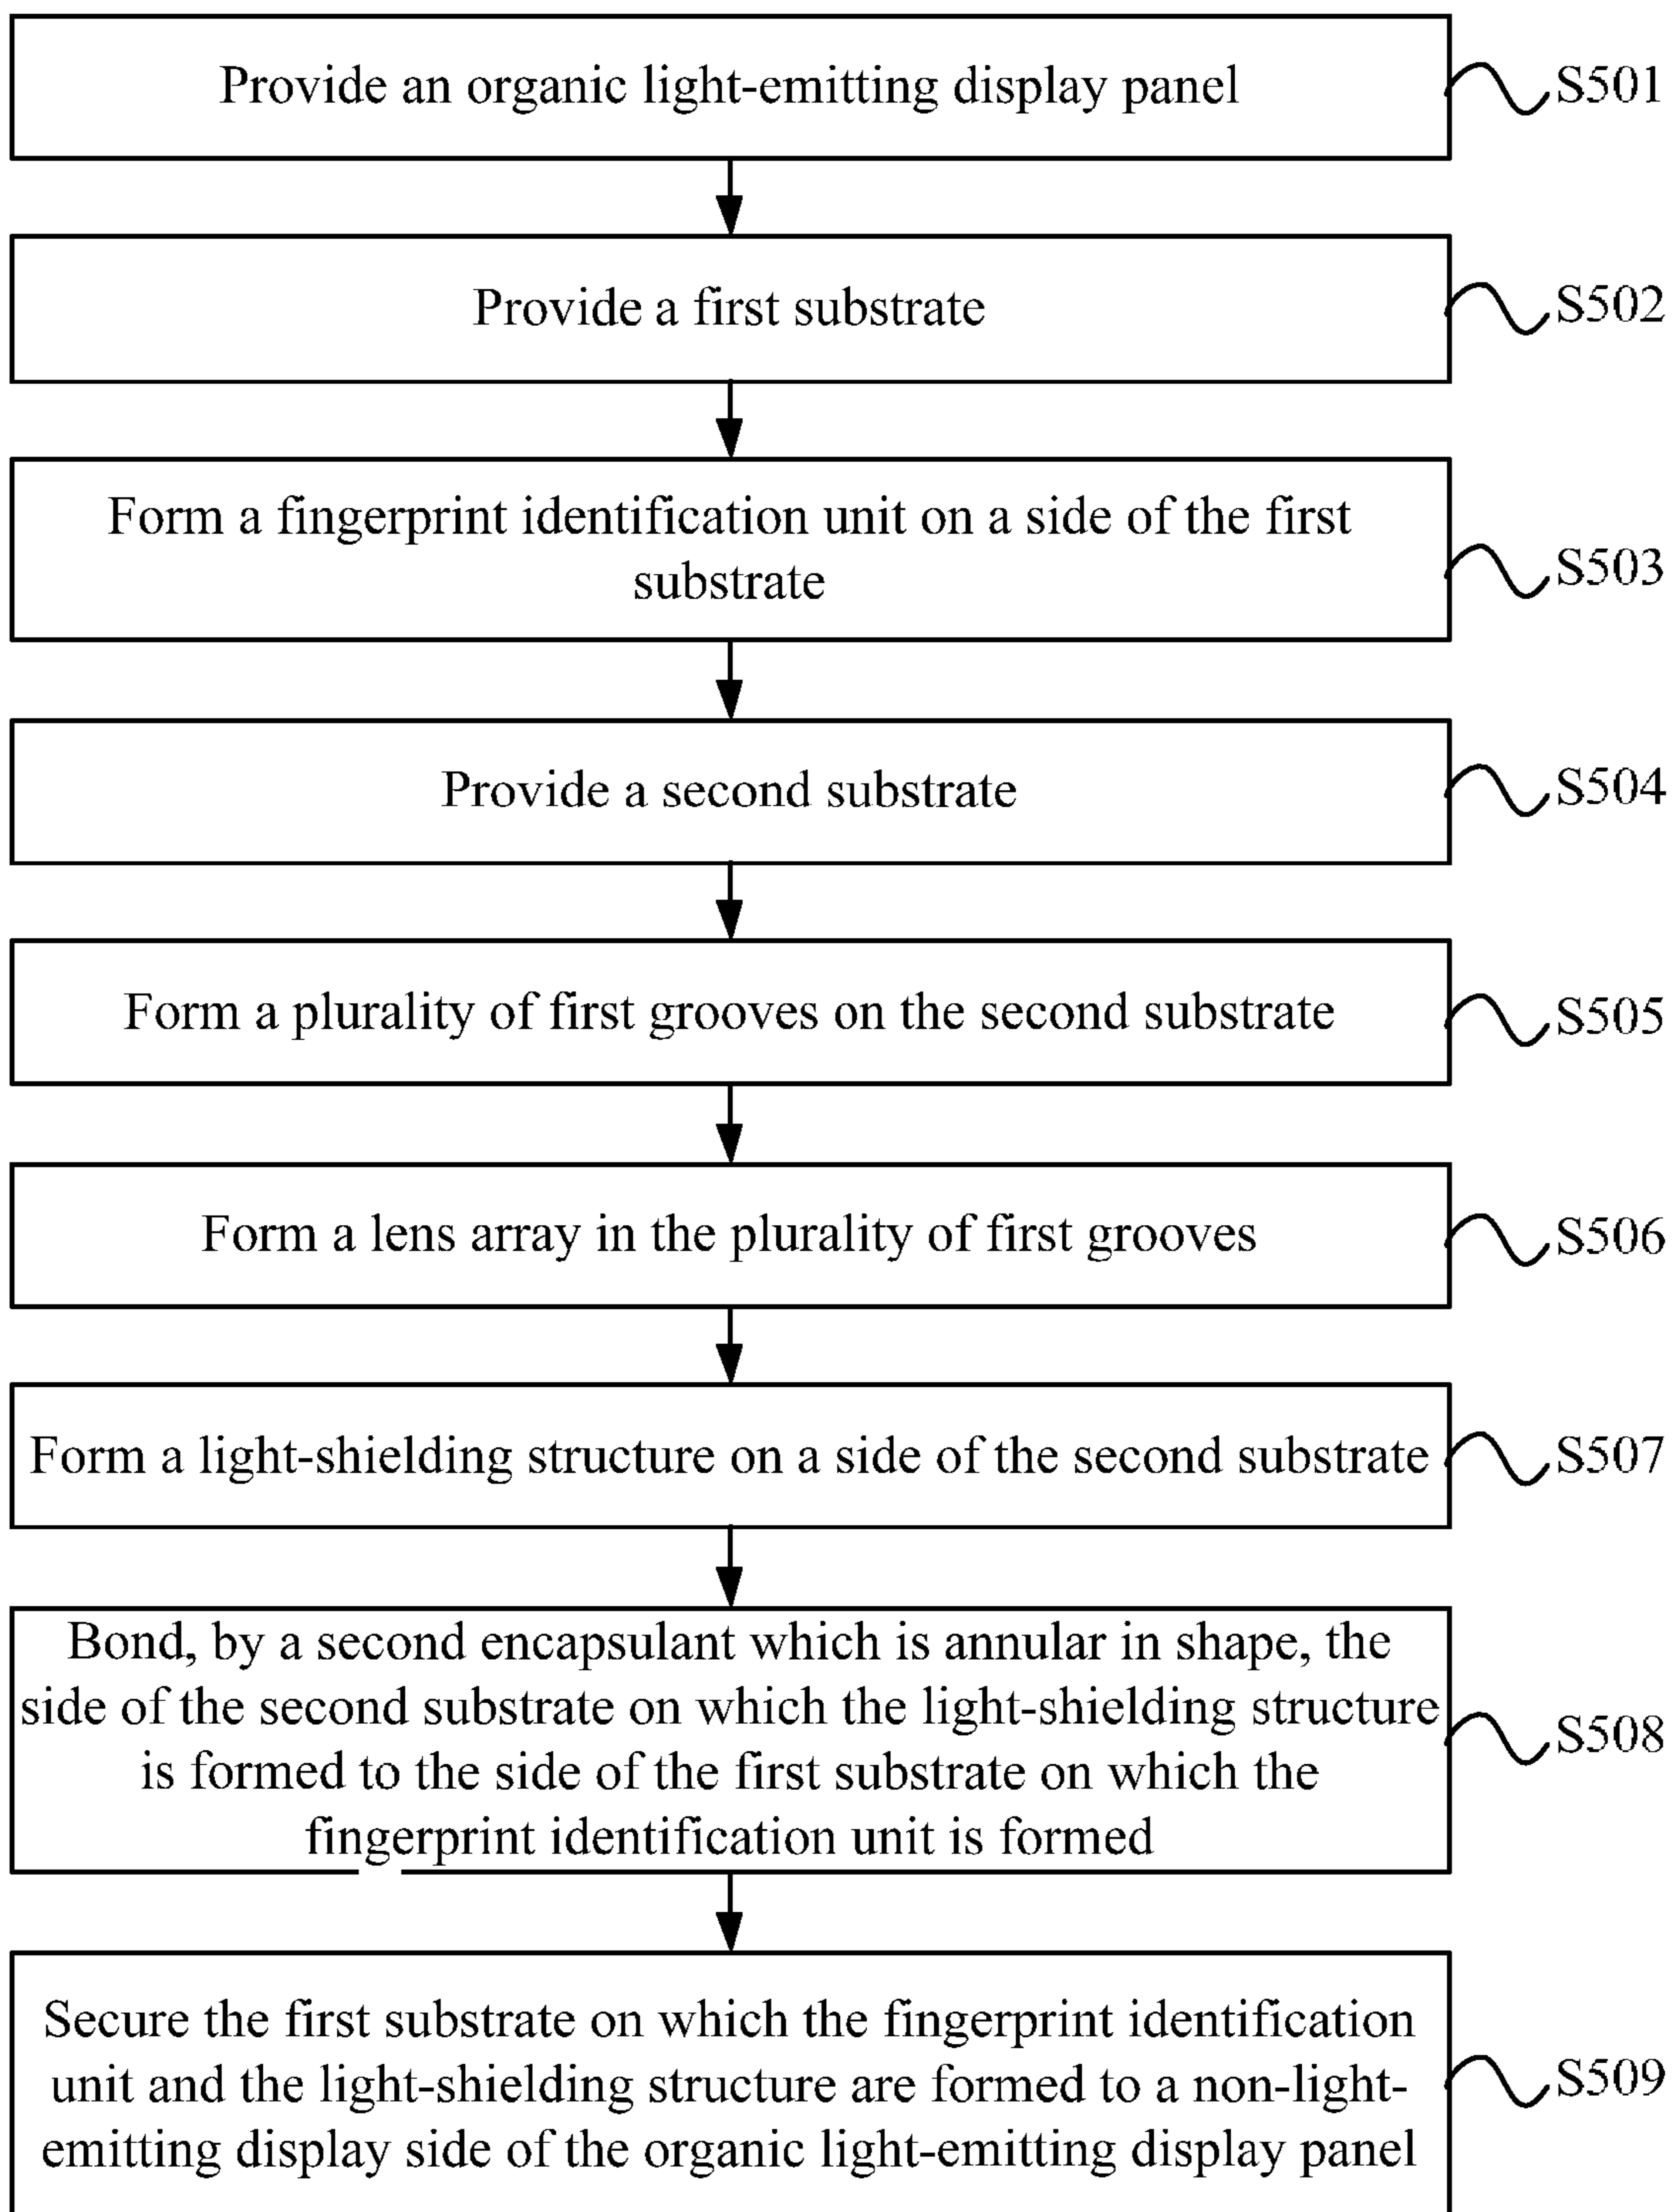 Provide an organic light-emitting display panel
S501
Provide a first substrate
S502
Form a fingerprint identification unit on a side of the first
substrate
S503
Provide a second substrate
S504
Form a plurality of first grooves on the second substrate
S505
Form a lens array in the plurality of first grooves
S506
Form a light-shielding structure on a side of the second substrate
S507
Bond, by a second encapsulant which is annular in shape, the
side of the second substrate on which the light-shielding structure
is formed to the side of the first substrate on which the
fingerprint identification unit is formed
S508
Secure the first substrate on which the fingerprint identification
unit and the light-shielding structure are formed to a non-light-
emitting display side of the organic light-emitting display panel
S509